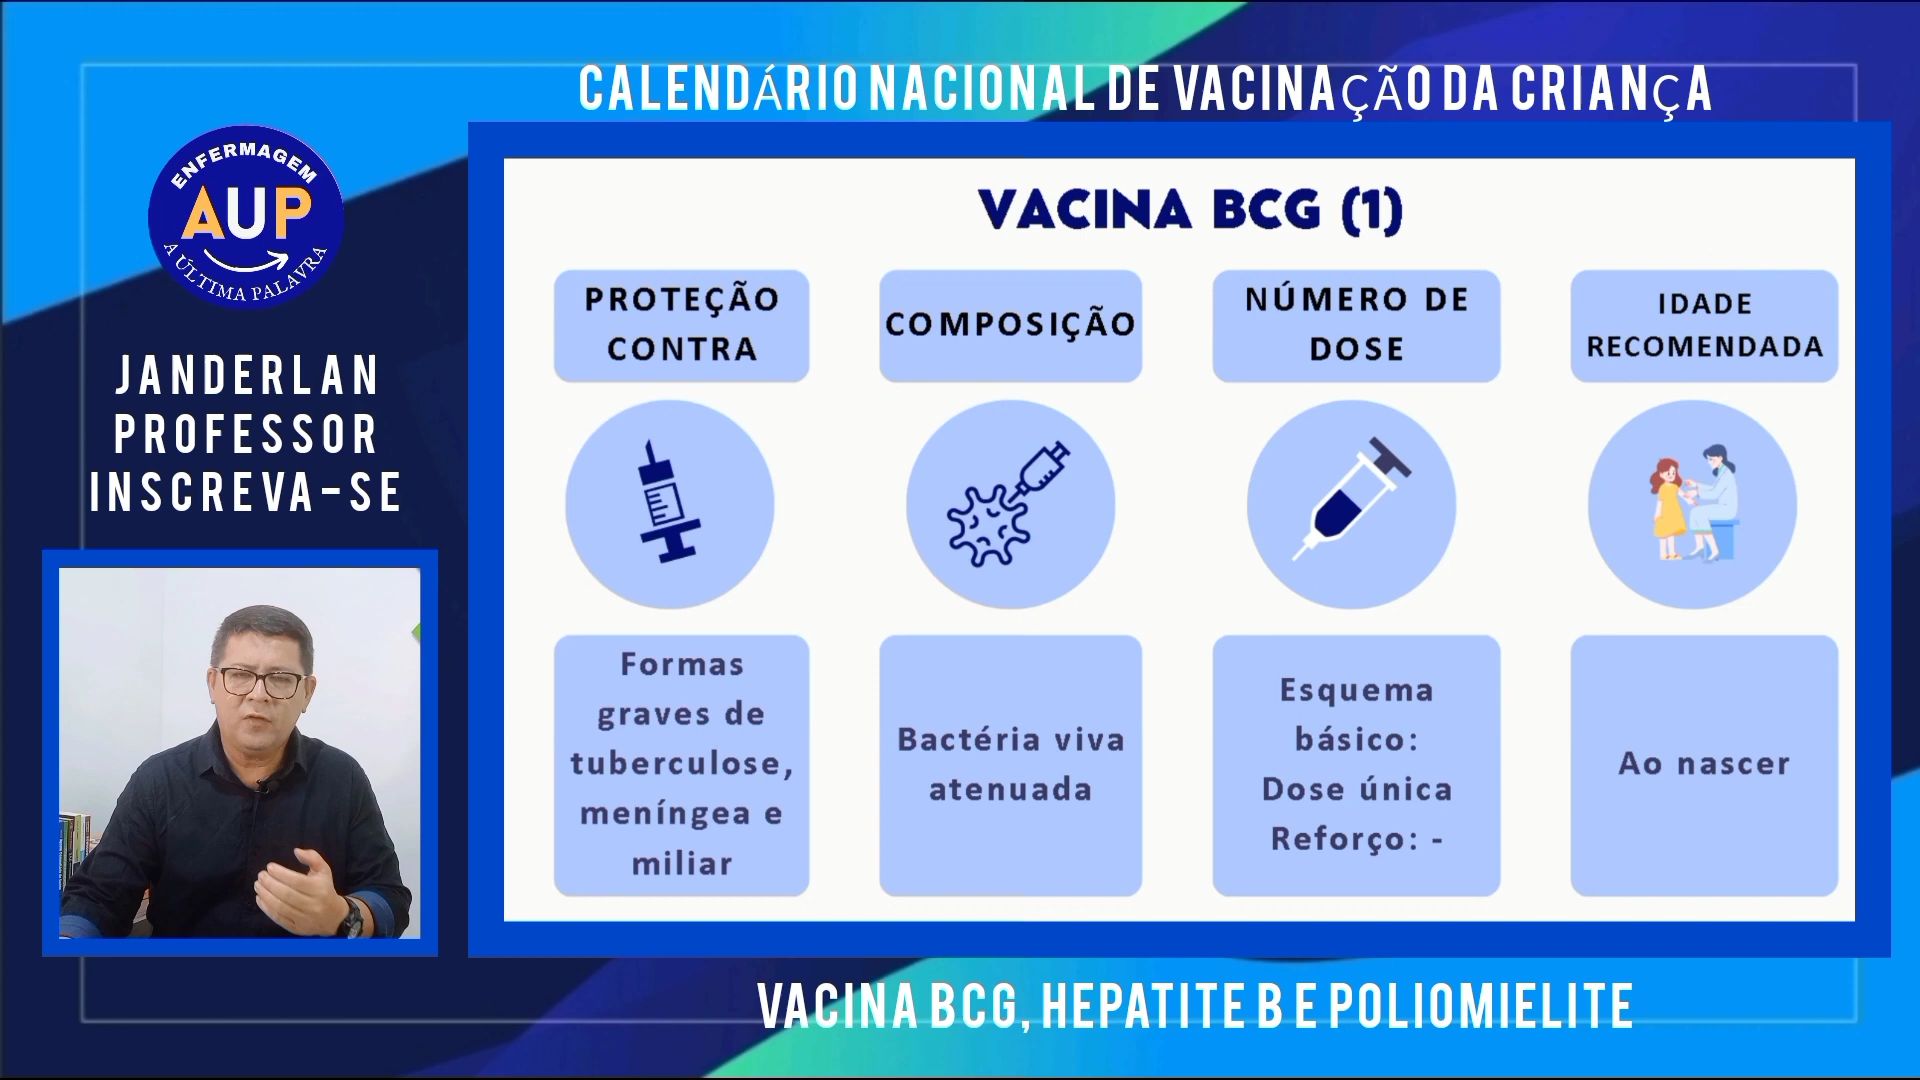 CALENDÁRIO NACIONAL DE VACINAÇÃO DA CRIANÇA
ENFERMAGEM
AUP
A ÚLTIMA PALAVRA
JANDERLAN
PROFESSOR
INSCREVA-SE
VACINA BCG (1)
PROTEÇÃO
CONTRA
COMPOSIÇÃO
NÚMERO DE
DOSE
IDADE
RECOMENDADA
Formas
graves de
tuberculose,
meníngea e
miliar
Bactéria viva
atenuada
Esquema
básico:
Dose única
Reforço: -
Ao nascer
VACINA BCG, HEPATITE B E POLIOMIELITE